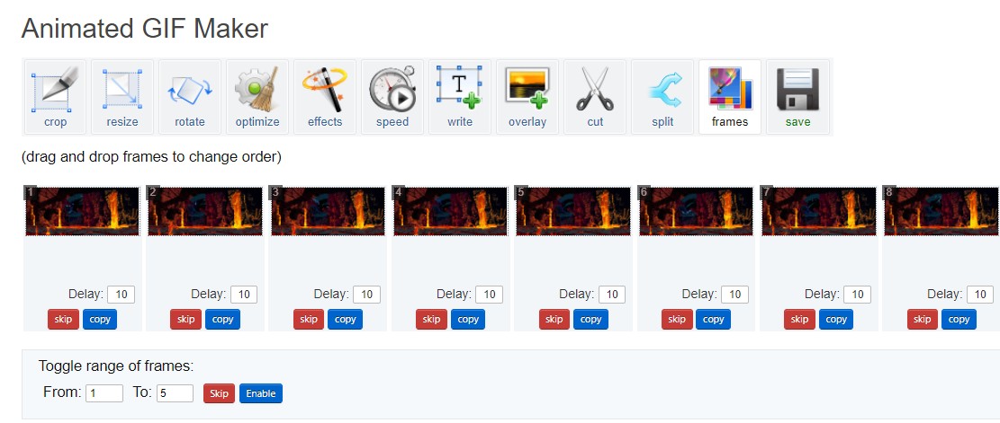 Animated GIF Maker
crop resize rotate optimize effects speed write overlay cut split frames save
(drag and drop frames to change order)
1 2 3 4 5 6 7 8
Delay: 10 Delay: 10 Delay: 10 Delay: 10 Delay: 10 Delay: 10 Delay: 10 Delay: 10
skip copy skip copy skip copy skip copy skip copy skip copy skip copy skip copy
Toggle range of frames:
From: 1 To: 5 Skip Enable